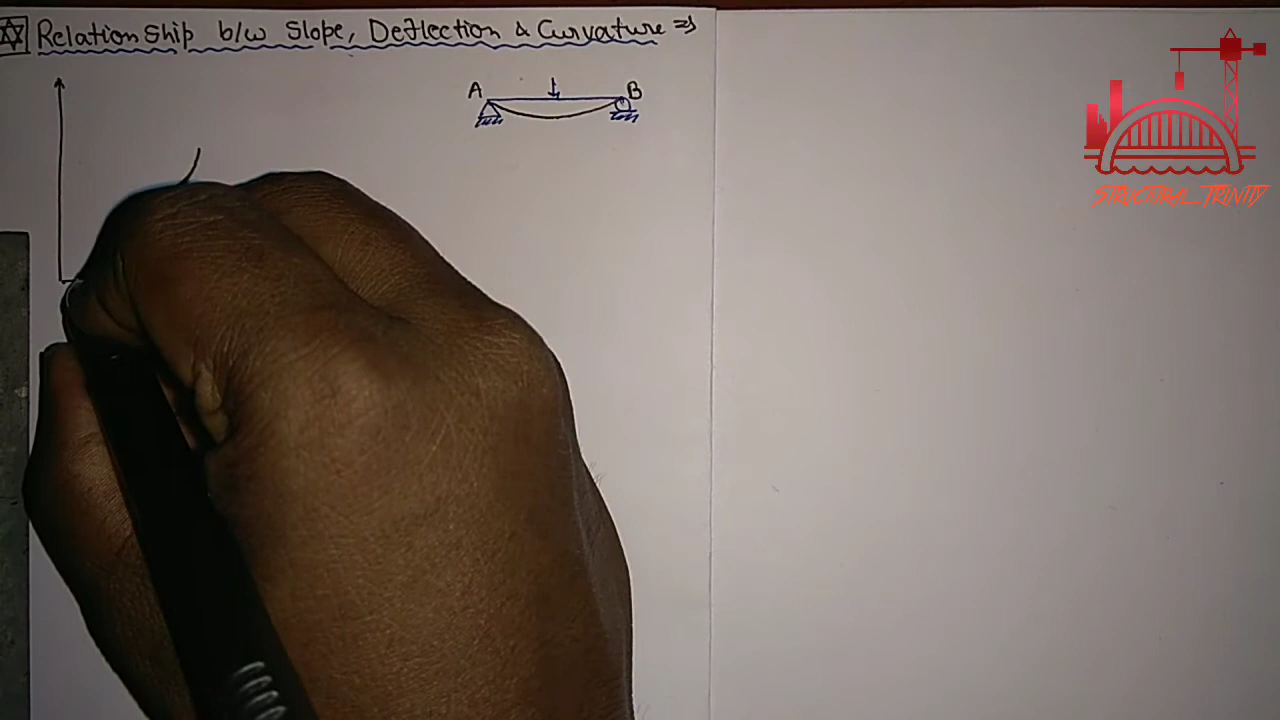 Relationship b/w Slope, Deflection & Curvature ⇒
A B
STRUCTURAL_TRINITY